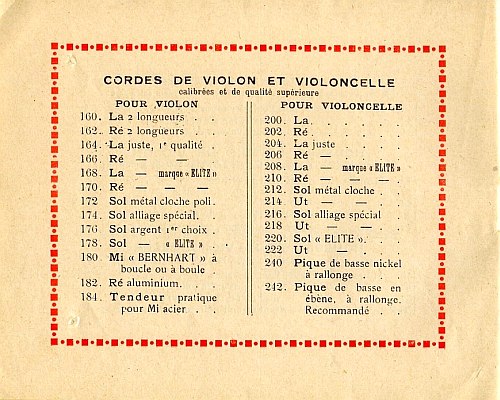 CORDES DE VIOLON ET VIOLONCELLE
calibrées et de qualité supérieure
POUR VIOLON
160. La 2 longueurs . .
162. Ré 2 longueurs . .
164. La juste, 1e qualité .
166. Ré — — . .
168. La — marque « ELITE »
170. Ré — — —
172 Sol métal cloche poli.
174. Sol alliage spécial. .
176. Sol argent 1er choix .
178. Sol — « ELITE » . .
180 Mi « BERNHART » à
boucle ou à boule .
182. Ré aluminium. . .
184. Tendeur pratique
pour Mi acier . . .
POUR VIOLONCELLE
200. La. . . . . .
202. Ré . . . . . .
204. La juste . . . .
206 Ré — . . . .
208. La — marque « ELITE »
210. Ré — — — .
212. Sol métal cloche . .
214. Ut — — . .
216. Sol alliage spécial .
218 Ut — — . .
220. Sol « ELITE ». . .
222 Ut — . . .
240 Pique de basse nickel
à rallonge . . .
242. Pique de basse en
ébène, à rallonge.
Recommandé . .